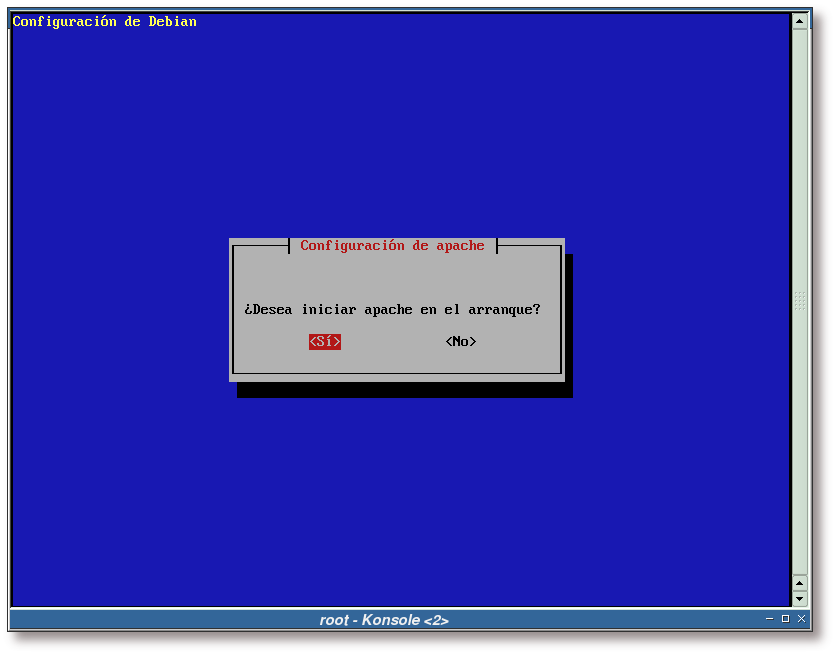 Configuración de Debian
Configuración de apache
¿Desea iniciar apache en el arranque?
<Sí> <No>
root - Konsole <2>